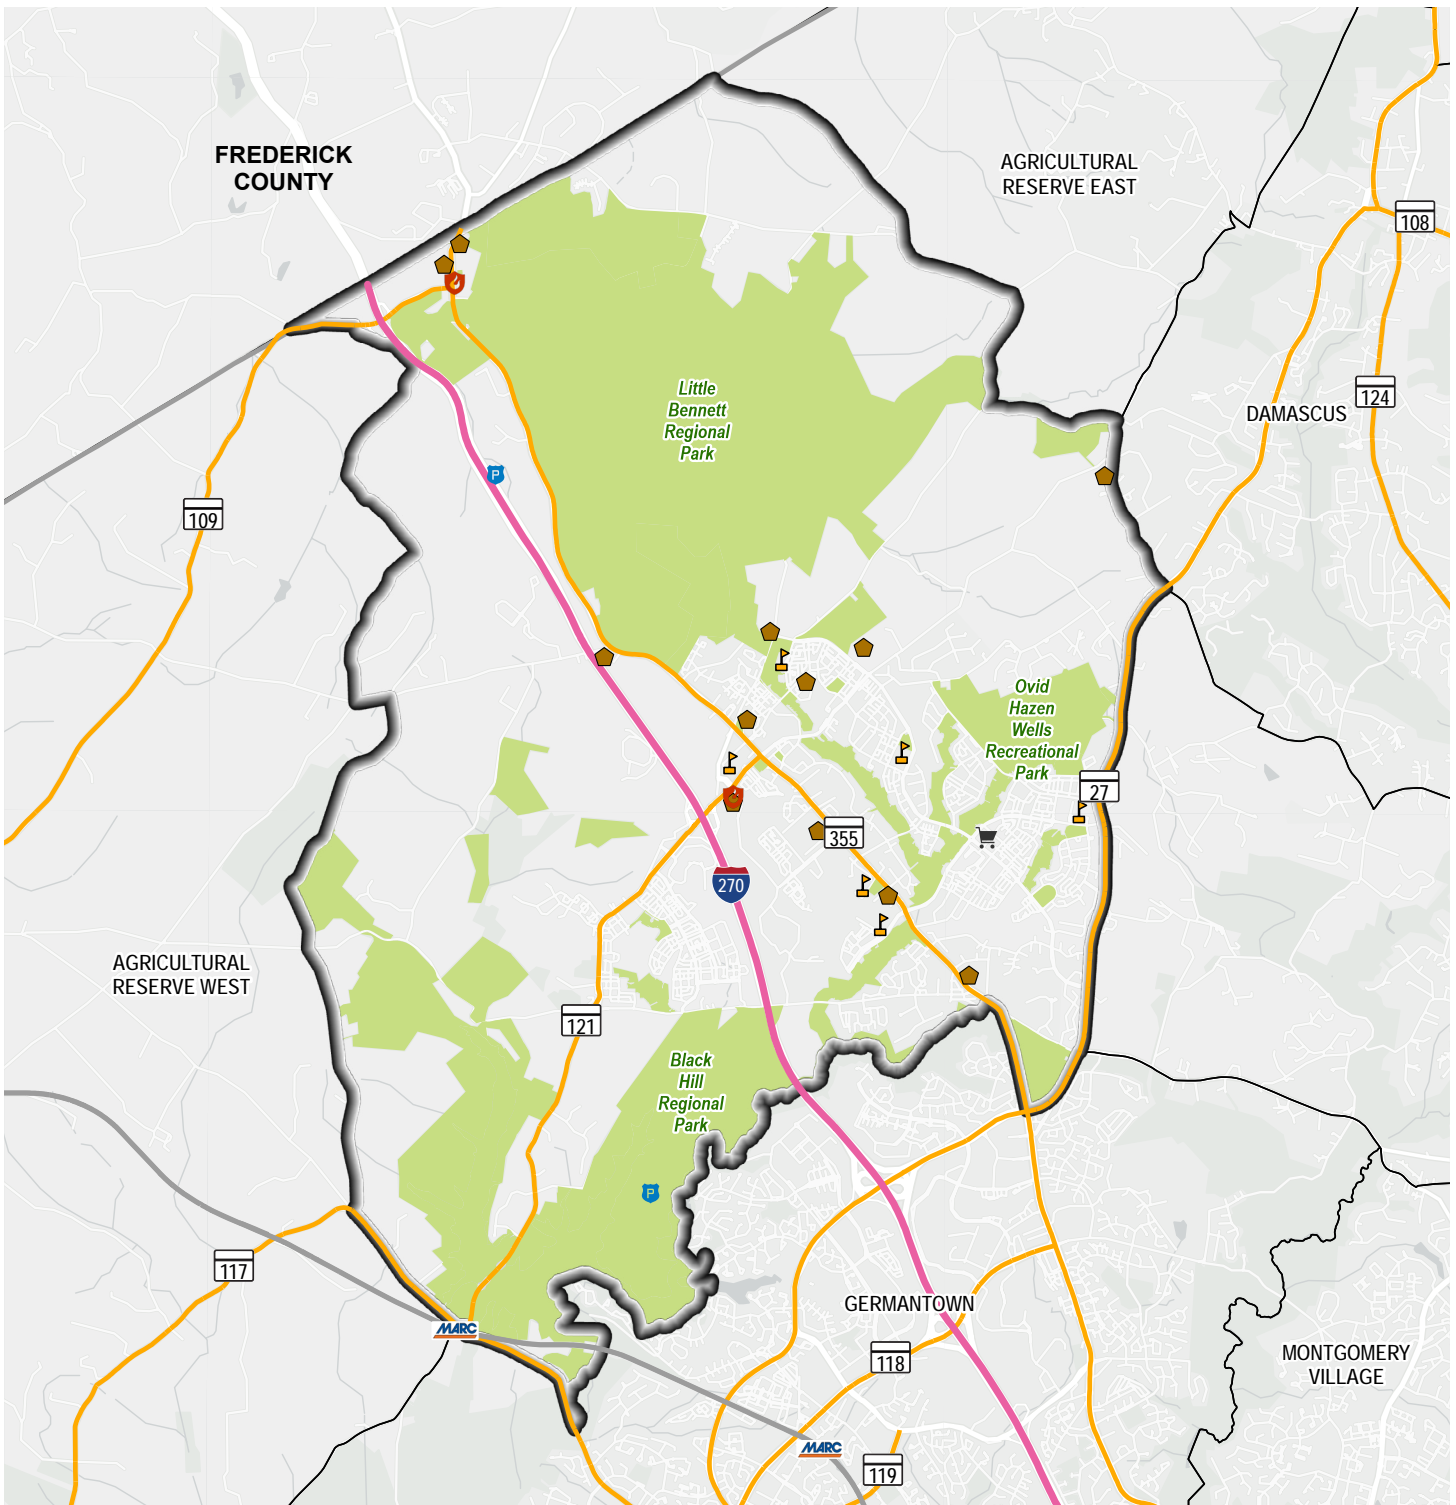 FREDERICK
COUNTY
AGRICULTURAL
RESERVE EAST
108
Little
Bennett
Regional
Park
124
DAMASCUS
P
109
Ovid
Hazen
Wells
Recreational
Park
27
355
270
AGRICULTURAL
RESERVE WEST
121
Black
Hill
Regional
Park
P
117
GERMANTOWN
MARC
118
MONTGOMERY
VILLAGE
MARC
119